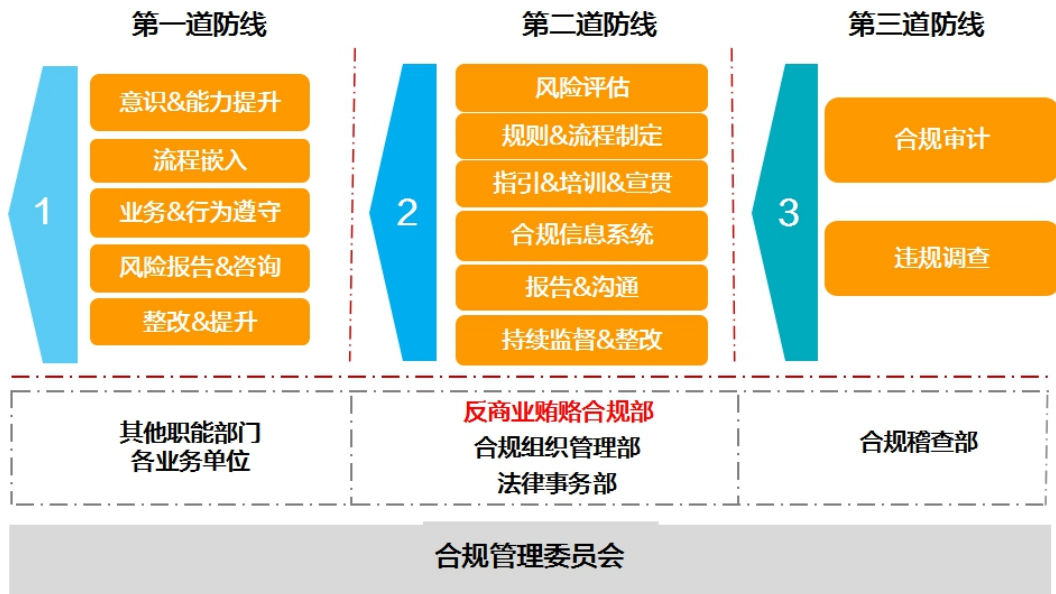 第一道防线
第二道防线
第三道防线
1
意识&能力提升
流程嵌入
业务&行为遵守
风险报告&咨询
整改&提升
2
风险评估
规则&流程制定
指引&培训&宣贯
合规信息系统
报告&沟通
持续监督&整改
3
合规审计
违规调查
其他职能部门
各业务单位
反商业贿赂合规部
合规组织管理部
法律事务部
合规稽查部
合规管理委员会